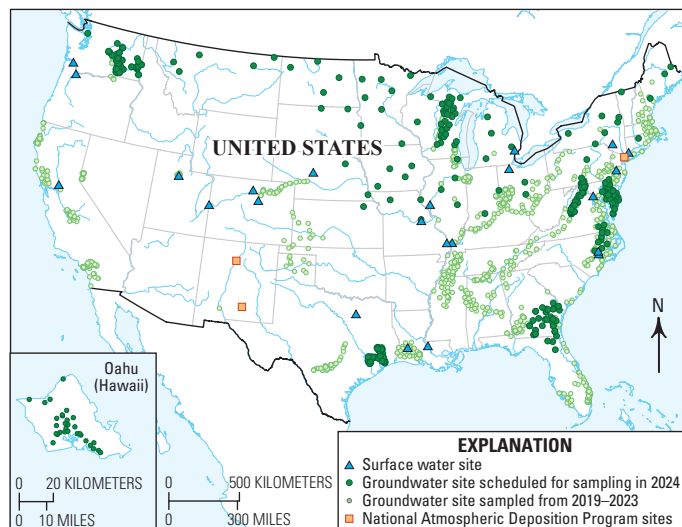 UNITED STATES
N
Oahu
(Hawaii)
0 20 KILOMETERS
0 10 MILES
0 500 KILOMETERS
0 300 MILES
EXPLANATION
Surface water site
Groundwater site scheduled for sampling in 2024
Groundwater site sampled from 2019–2023
National Atmospheric Deposition Program sites